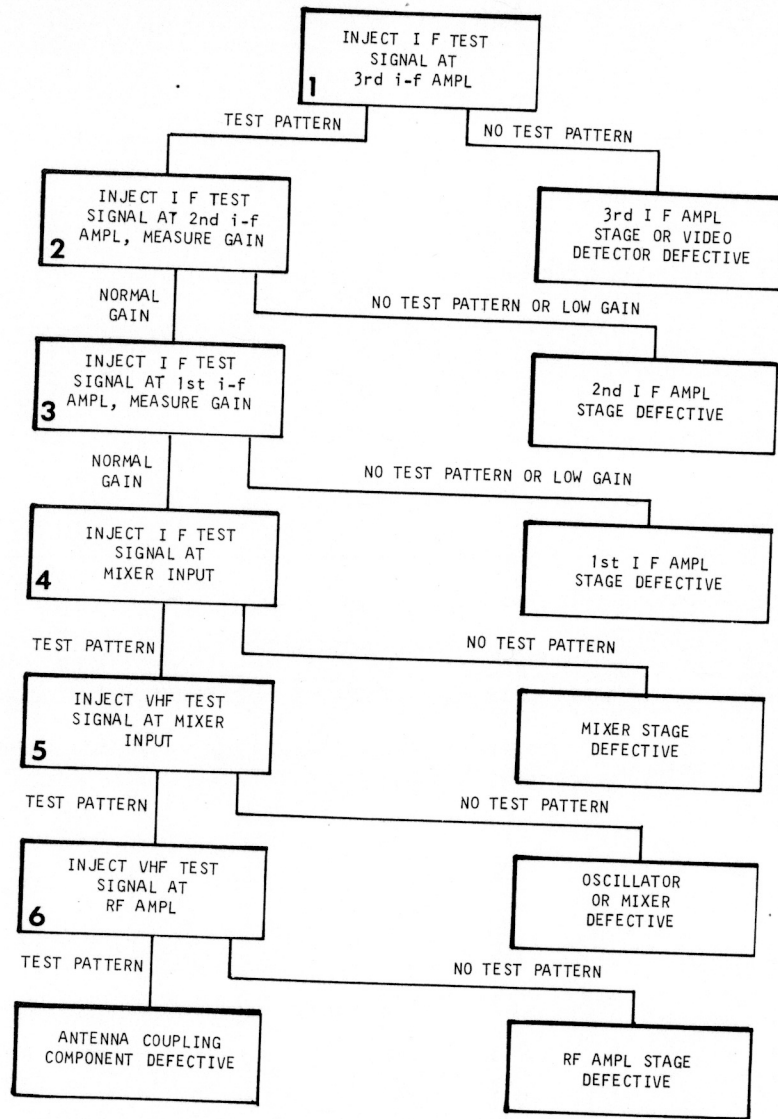 INJECT I F TEST
SIGNAL AT
3rd i-f AMPL
1
TEST PATTERN
NO TEST PATTERN
INJECT I F TEST
SIGNAL AT 2nd i-f
AMPL, MEASURE GAIN
2
3rd I F AMPL
STAGE OR VIDEO
DETECTOR DEFECTIVE
NORMAL
GAIN
NO TEST PATTERN OR LOW GAIN
INJECT I F TEST
SIGNAL AT 1st i-f
AMPL, MEASURE GAIN
3
2nd I F AMPL
STAGE DEFECTIVE
NORMAL
GAIN
NO TEST PATTERN OR LOW GAIN
INJECT I F TEST
SIGNAL AT
MIXER INPUT
4
1st I F AMPL
STAGE DEFECTIVE
TEST PATTERN
NO TEST PATTERN
INJECT VHF TEST
SIGNAL AT MIXER
INPUT
5
MIXER STAGE
DEFECTIVE
TEST PATTERN
NO TEST PATTERN
INJECT VHF TEST
SIGNAL AT
RF AMPL
6
OSCILLATOR
OR MIXER
DEFECTIVE
TEST PATTERN
NO TEST PATTERN
ANTENNA COUPLING
COMPONENT DEFECTIVE
RF AMPL STAGE
DEFECTIVE